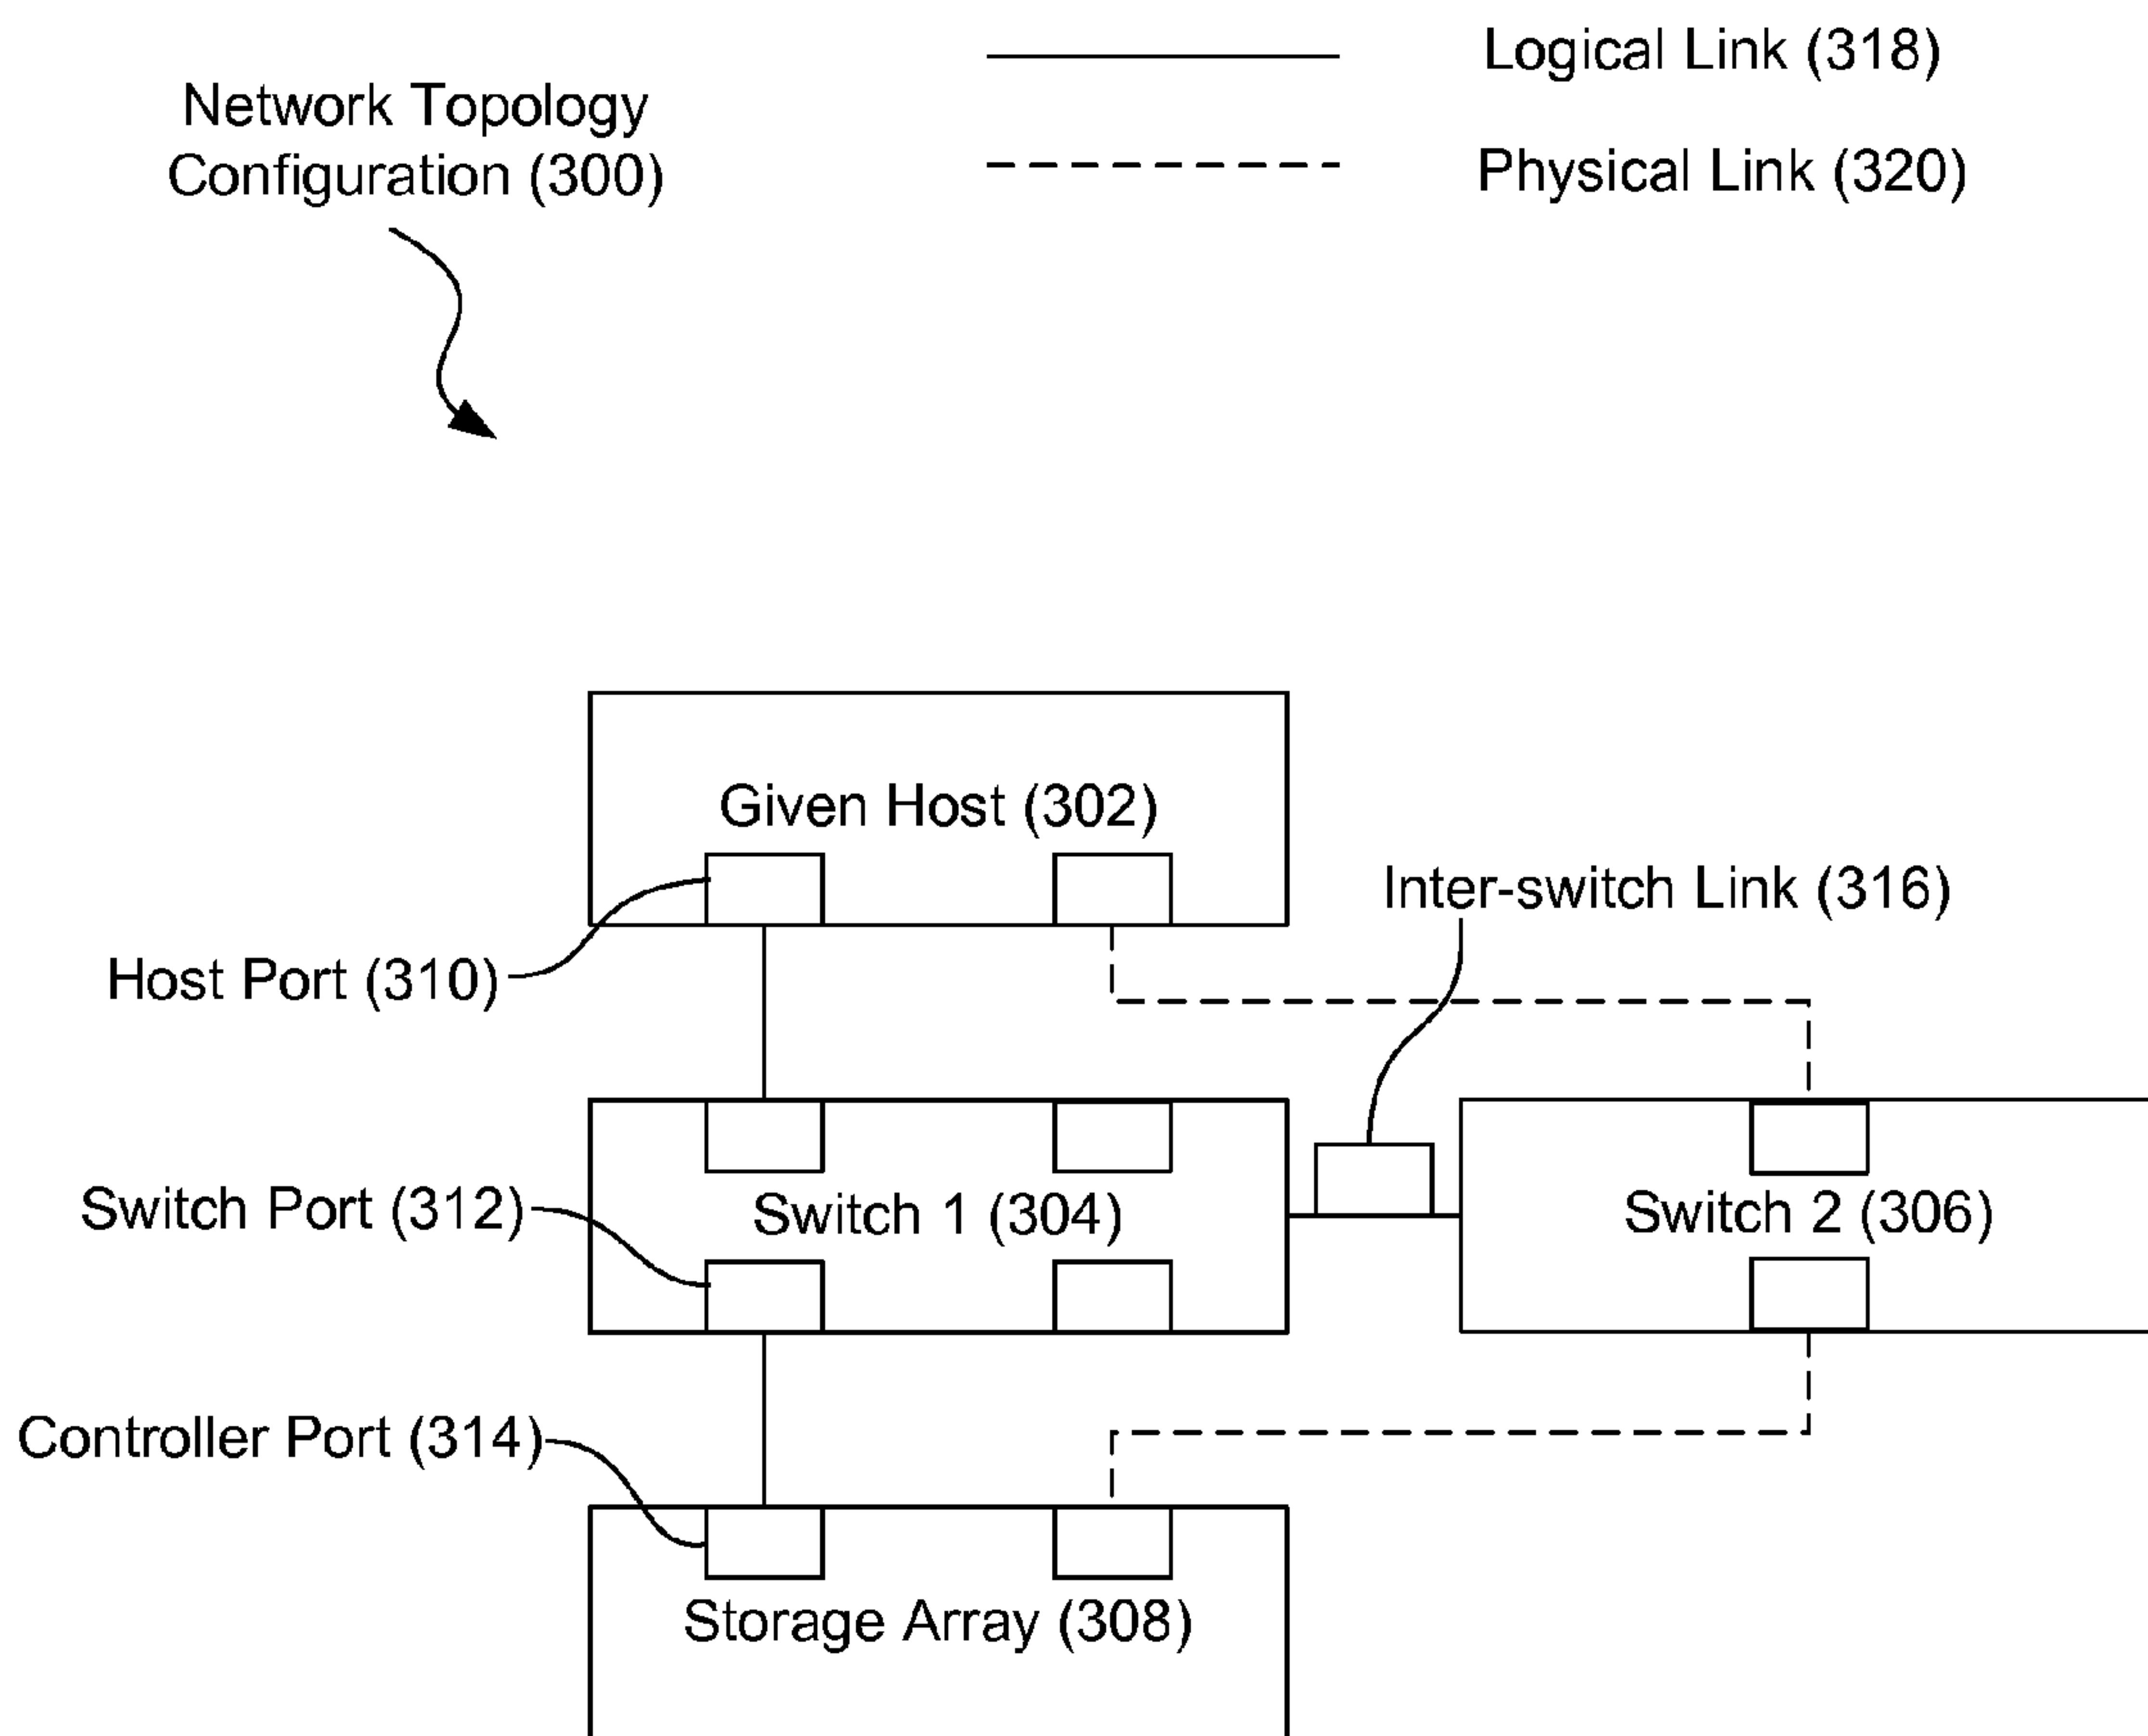 Logical Link (318)
Network Topology
Configuration (300)
Physical Link (320)
Given Host (302)
Inter-switch Link (316)
Host Port (310)
Switch Port (312)
Switch 1 (304)
Switch 2 (306)
Controller Port (314)
Storage Array (308)